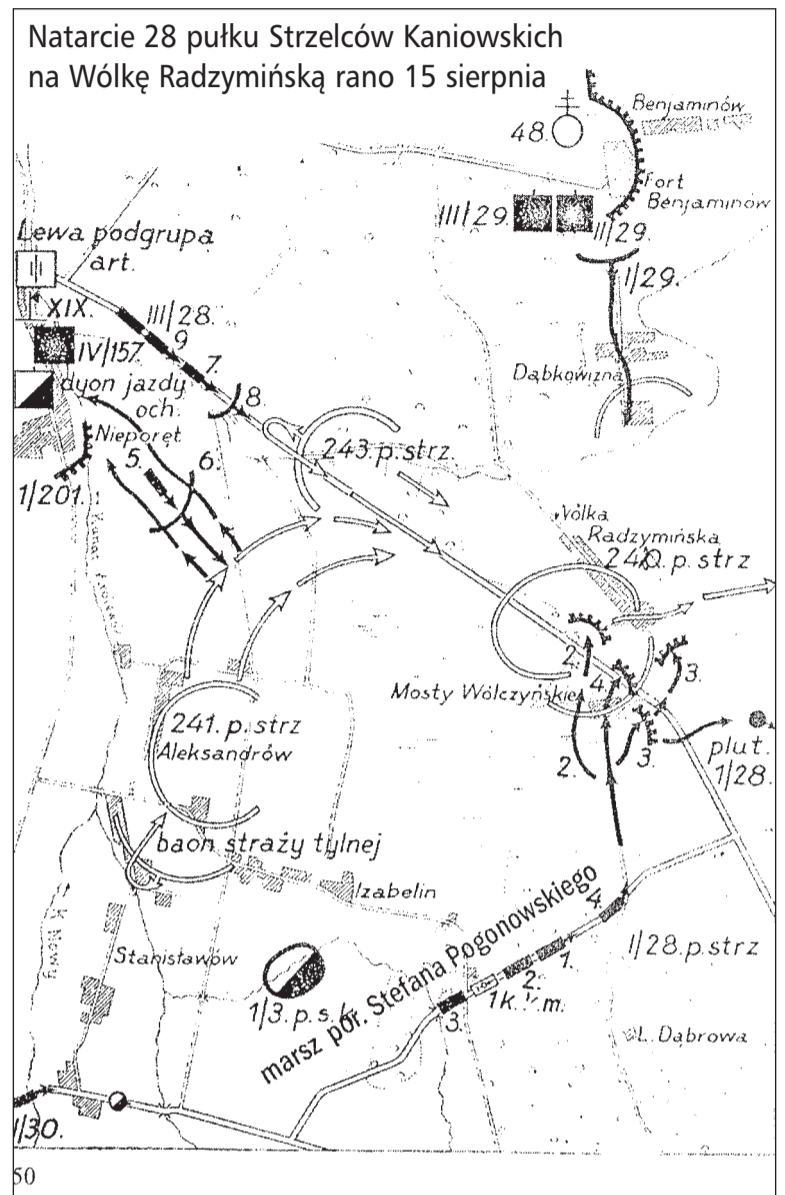 Natarcie 28 pułku Strzelców Kaniowskich
na Wólkę Radzymińską rano 15 sierpnia
Benjaminów
48.
Fort
Benjaminów
III/29.
II/29.
I/29.
Lewa podgrupa
art.
XIX.
III/28.
9
7.
8.
IV/157.
dyon jazdy
och.
Dąbkowizna
Nieporęt
5.
6.
243. p. strz.
1/201.
Kanał
Wólka
Radzymińska
p. strz
2.
4.
3.
Mosty Wólczyńskie
241. p. strz
Aleksandrów
2.
3.
plut.
1/28.
baon straży tylnej
Izabelin
marsz por. Stefana Pogonowskiego
4.
1.
2.
1 k. m.
3.
I/28. p. strz
Stanisławów
K. Nowy
1/3. p. s.
Dąbrowa
/30.
50